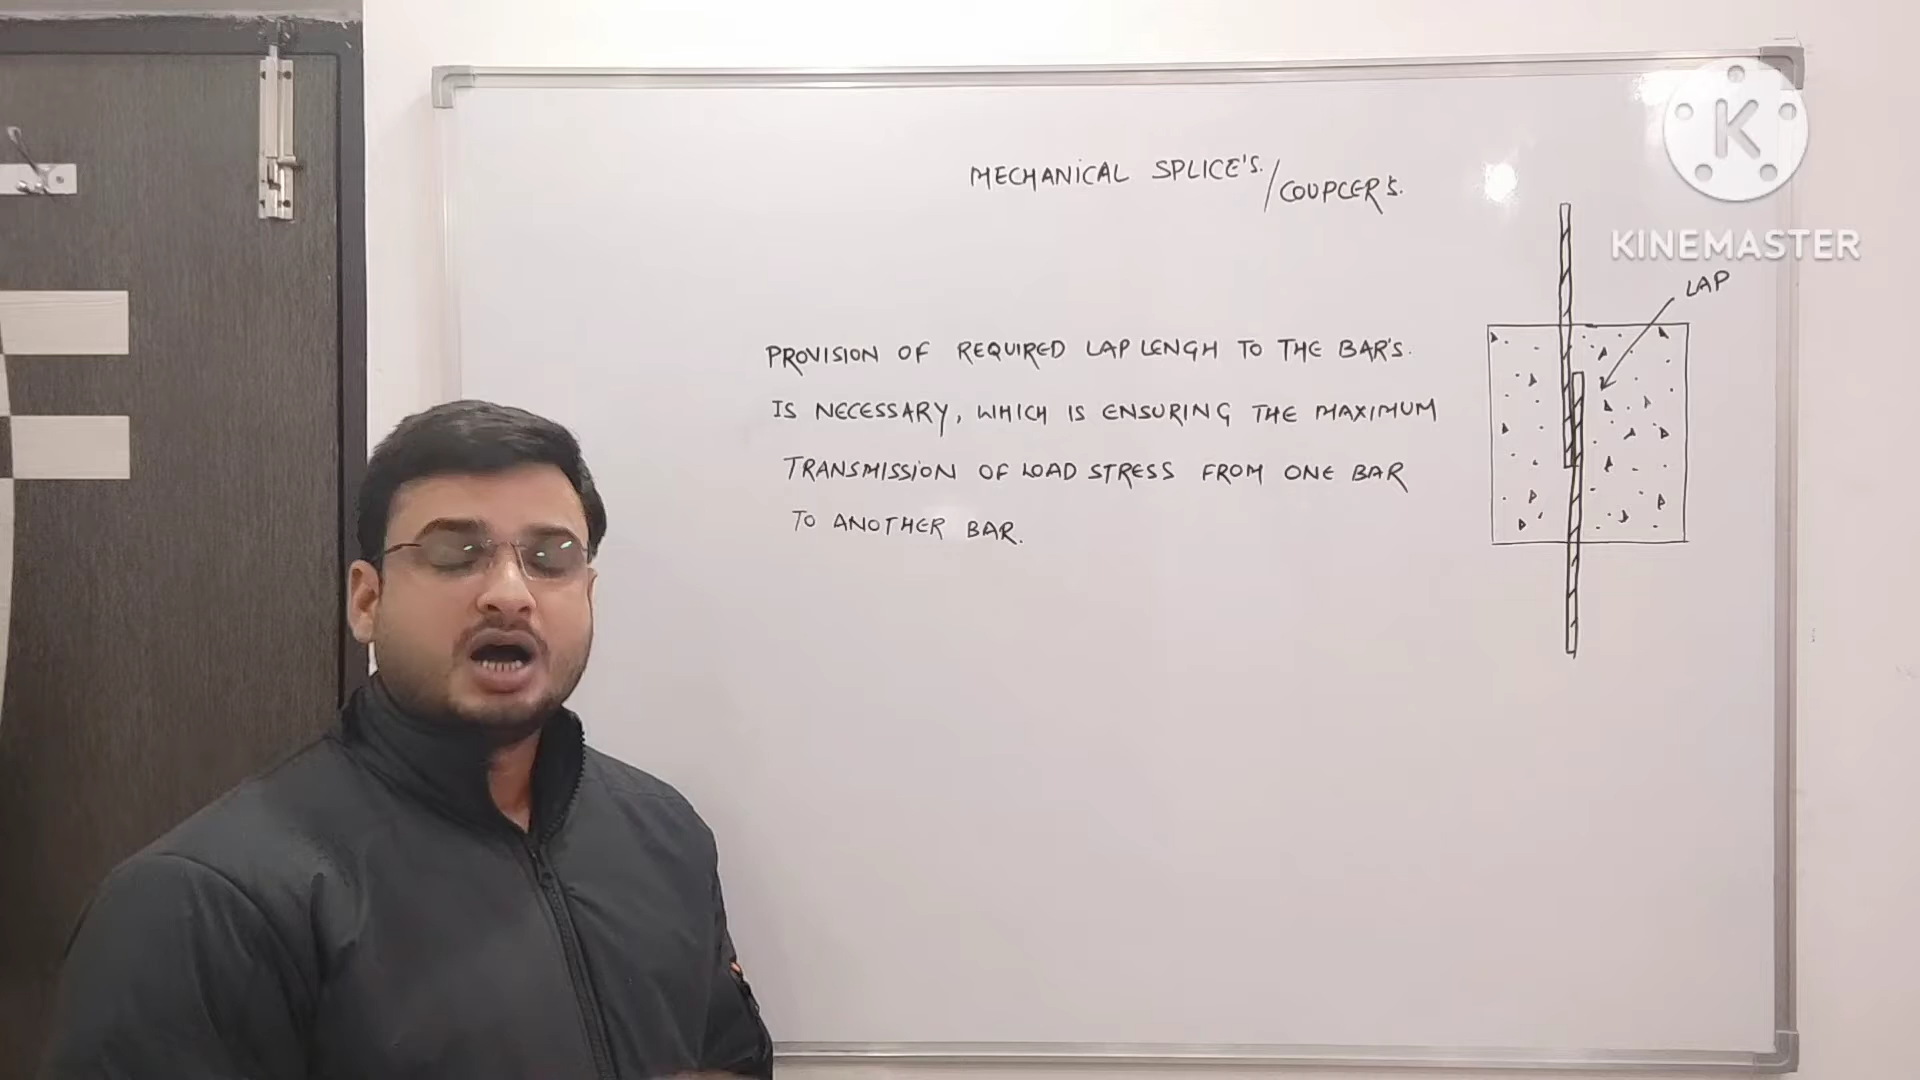 MECHANICAL SPLICE'S. / COUPCER'S.
K
KINEMASTER
LAP
PROVISION OF REQUIRED LAP LENGH TO THE BAR'S.
IS NECESSARY, WHICH IS ENSURING THE MAXIMUM
TRANSMISSION OF LOAD STRESS FROM ONE BAR
TO ANOTHER BAR.